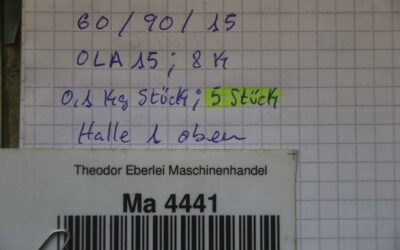 60/90/15
OLA 15; 8K
0,1 Kg Stück; 5 Stück
Halle 1 oben
Theodor Eberlei Maschinenhandel
Ma 4441